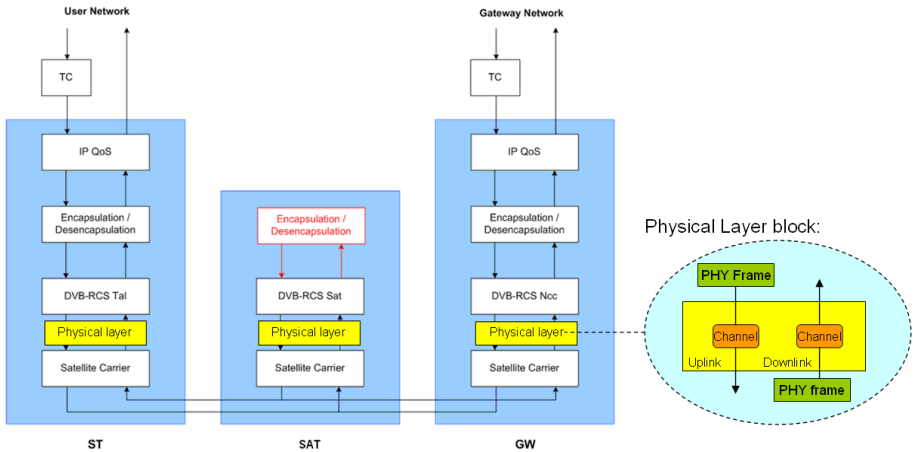 User Network
Gateway Network
TC
TC
IP QoS
IP QoS
Encapsulation /
Desencapsulation
Encapsulation /
Desencapsulation
Encapsulation /
Desencapsulation
DVB-RCS Tal
DVB-RCS Sat
DVB-RCS Ncc
Physical layer
Physical layer
Physical layer
Satellite Carrier
Satellite Carrier
Satellite Carrier
ST
SAT
GW
Physical Layer block:
PHY Frame
Channel
Channel
Uplink
Downlink
PHY frame